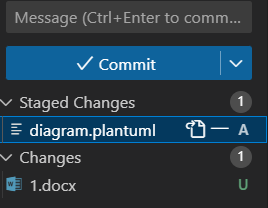 Message (Ctrl+Enter to comm...
Commit
Staged Changes 1
diagram.plantuml A
Changes 1
1.docx U